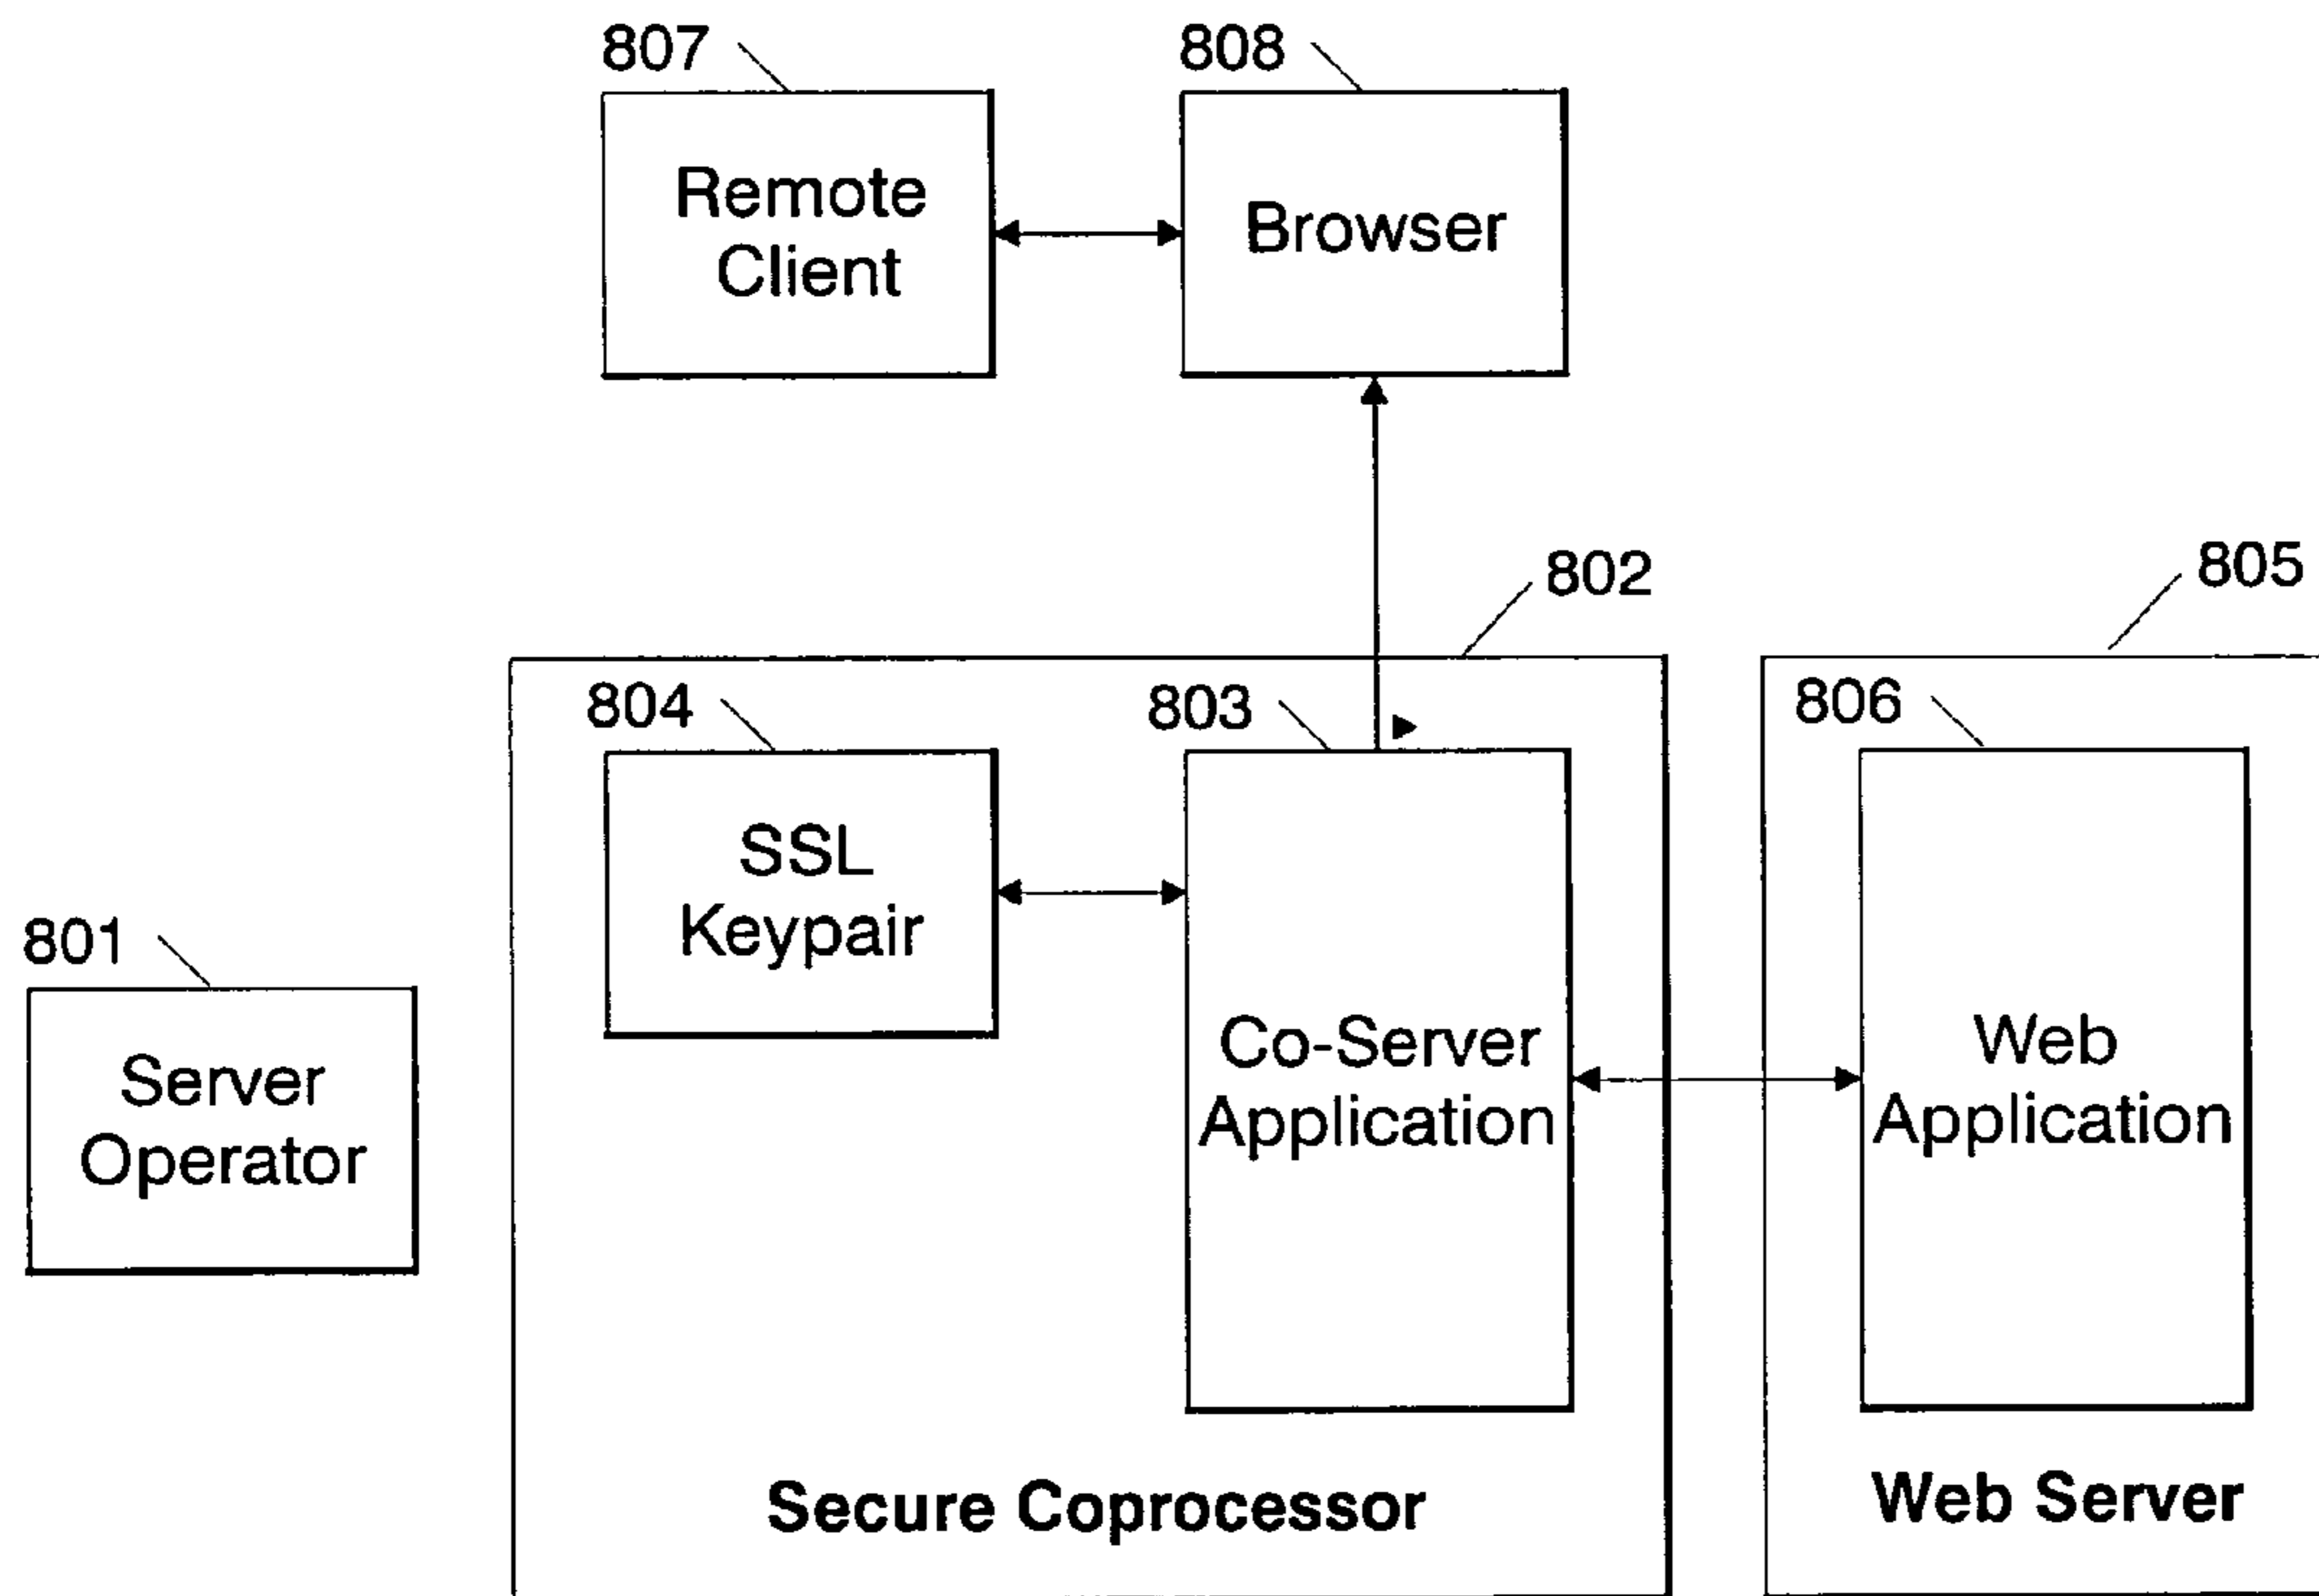 807
808
Remote
Client
Browser
802
805
804
803
806
SSL
Keypair
801
Server
Operator
Co-Server
Application
Web
Application
Secure Coprocessor
Web Server